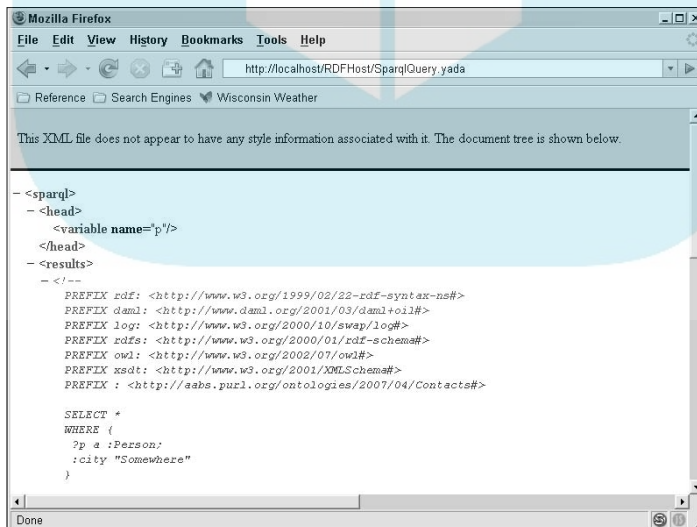 Mozilla Firefox
File Edit View History Bookmarks Tools Help
http://localhost/RDFHost/SparqlQuery.yada
Reference Search Engines Wisconsin Weather
This XML file does not appear to have any style information associated with it. The document tree is shown below.
− <sparql>
− <head>
<variable name="p"/>
</head>
− <results>
− <!--
PREFIX rdf: <http://www.w3.org/1999/02/22-rdf-syntax-ns#>
PREFIX daml: <http://www.daml.org/2001/03/daml+oil#>
PREFIX log: <http://www.w3.org/2000/10/swap/log#>
PREFIX rdfs: <http://www.w3.org/2000/01/rdf-schema#>
PREFIX owl: <http://www.w3.org/2002/07/owl#>
PREFIX xsdt: <http://www.w3.org/2001/XMLSchema#>
PREFIX : <http://aabs.purl.org/ontologies/2007/04/Contacts#>
SELECT *
WHERE {
?p a :Person;
:city "Somewhere"
}
Done